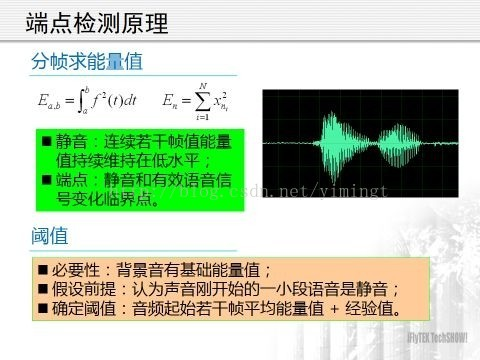 端点检测原理
分帧求能量值
E_{a,b} = ∫_a^b f²(t)dt E_n = ∑_{i=1}^N x_{n_i}^2
■ 静音：连续若干帧值能量
值持续维持在低水平；
■ 端点：静音和有效语音信
号变化临界点。
http://blog.csdn.net/yimingt
阈值
■ 必要性：背景音有基础能量值；
■ 假设前提：认为声音刚开始的一小段语音是静音；
■ 确定阈值：音频起始若干帧平均能量值 + 经验值。
iFlyTEK TechSHOW!